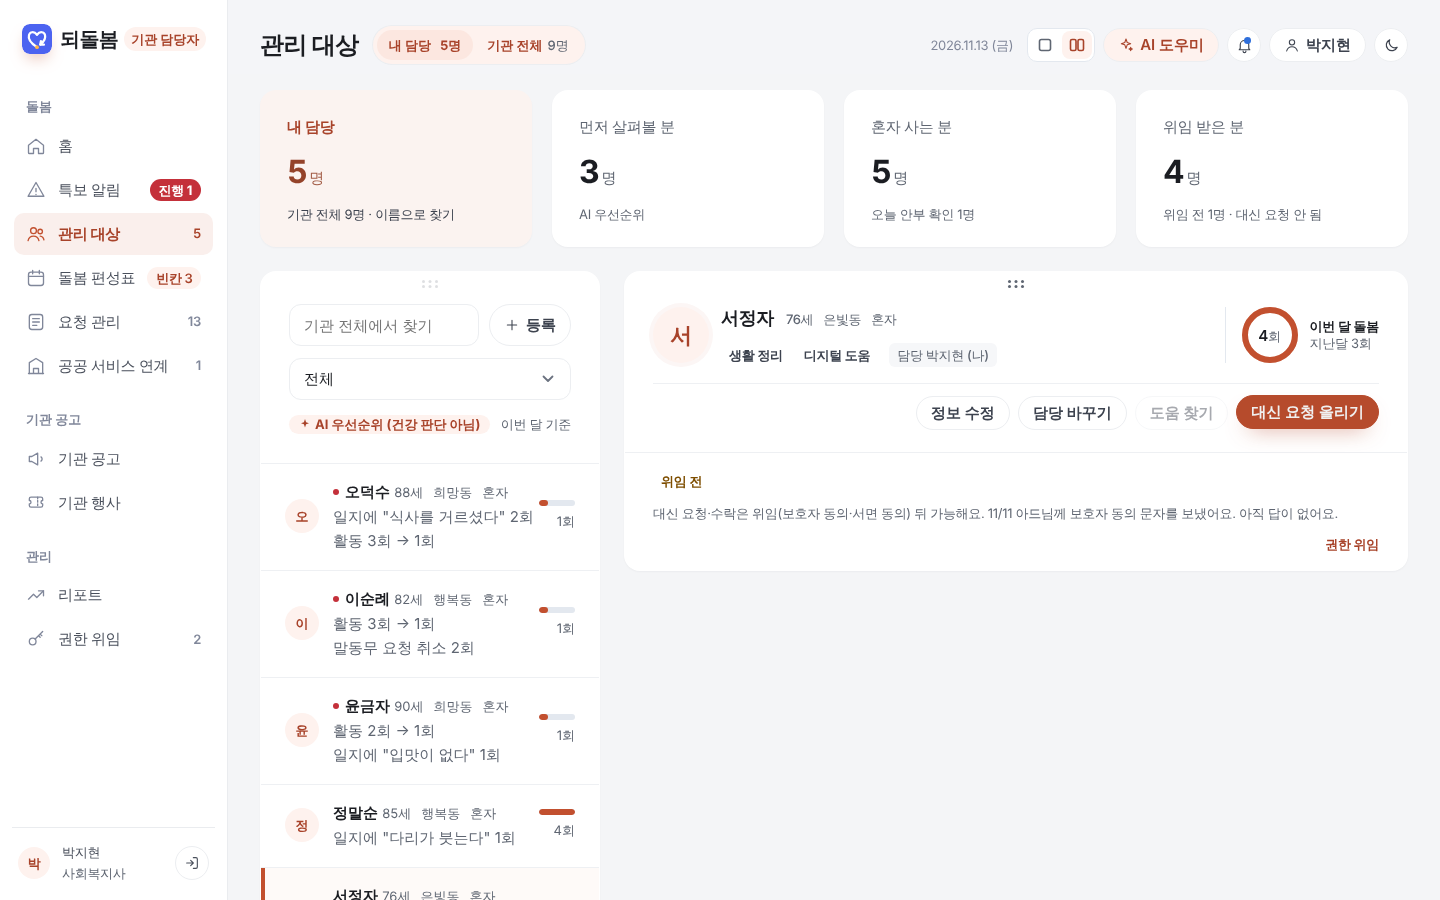 되돌봄 기관 담당자
돌봄
홈
특보 알림 진행 1
관리 대상 5
돌봄 편성표 빈칸 3
요청 관리 13
공공 서비스 연계 1
기관 공고
기관 공고
기관 행사
관리
리포트
권한 위임 2
박 박지현
사회복지사
관리 대상 내 담당 5명 기관 전체 9명
2026.11.13 (금) AI 도우미 박지현
내 담당
5명
기관 전체 9명 · 이름으로 찾기
먼저 살펴볼 분
3명
AI 우선순위
혼자 사는 분
5명
오늘 안부 확인 1명
위임 받은 분
4명
위임 전 1명 · 대신 요청 안 됨
기관 전체에서 찾기 + 등록
전체
AI 우선순위 (건강 판단 아님) 이번 달 기준
오 오덕수 88세 희망동 혼자
일지에 "식사를 거르셨다" 2회
활동 3회 → 1회
1회
이 이순례 82세 행복동 혼자
활동 3회 → 1회
말동무 요청 취소 2회
1회
윤 윤금자 90세 희망동 혼자
활동 2회 → 1회
일지에 "입맛이 없다" 1회
1회
정 정말순 85세 행복동 혼자
일지에 "다리가 붓는다" 1회
4회
서정자 76세 은빛동 혼자
서 서정자 76세 은빛동 혼자
생활 정리 디지털 도움 담당 박지현 (나)
4회 이번 달 돌봄
지난달 3회
정보 수정 담당 바꾸기 도움 찾기 대신 요청 올리기
위임 전
대신 요청·수락은 위임(보호자 동의·서면 동의) 뒤 가능해요. 11/11 아드님께 보호자 동의 문자를 보냈어요. 아직 답이 없어요.
권한 위임